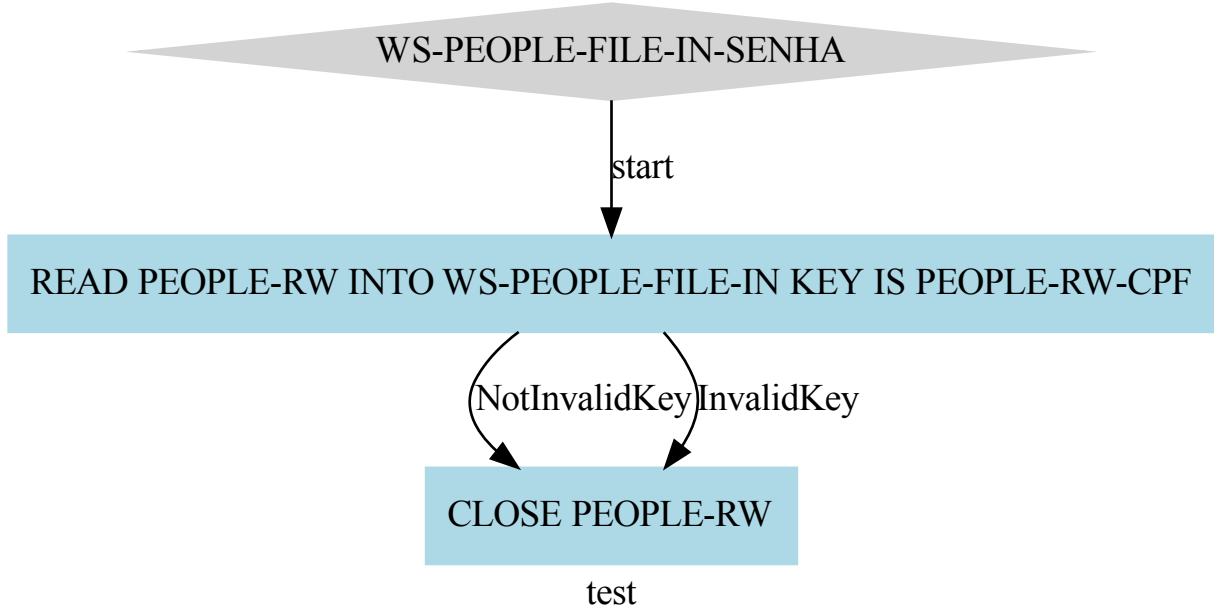 WS-PEOPLE-FILE-IN-SENHA
start
READ PEOPLE-RW INTO WS-PEOPLE-FILE-IN KEY IS PEOPLE-RW-CPF
NotInvalidKey
InvalidKey
CLOSE PEOPLE-RW
test